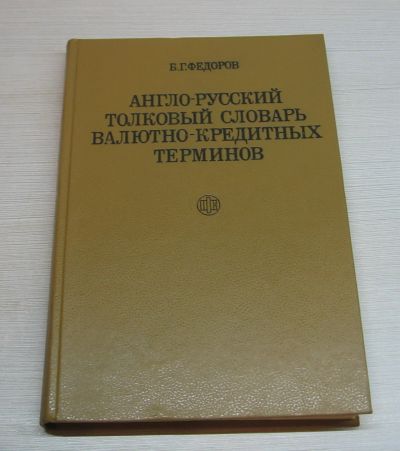 Б.Г.ФЕДОРОВ
АНГЛО-РУССКИЙ
ТОЛКОВЫЙ СЛОВАРЬ
ВАЛЮТНО-КРЕДИТНЫХ
ТЕРМИНОВ